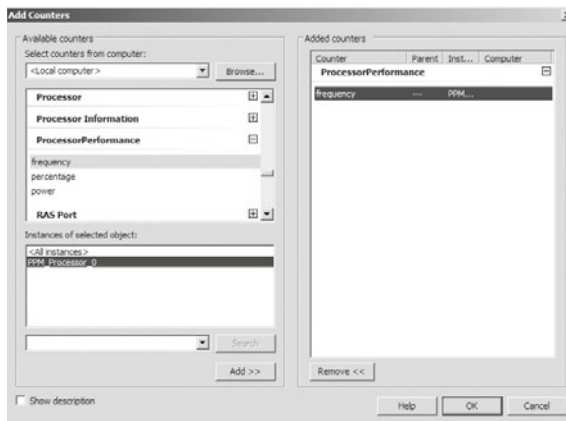 Add Counters
Available counters
Select counters from computer:
<Local computer>
Browse...
Processor
Processor Information
ProcessorPerformance
frequency
percentage
power
RAS Port
Instances of selected object:
<All instances>
PPM_Processor_0
Search
Add >>
Show description
Added counters
Counter Parent Inst... Computer
ProcessorPerformance
frequency --- PPM...
Remove <<
Help OK Cancel